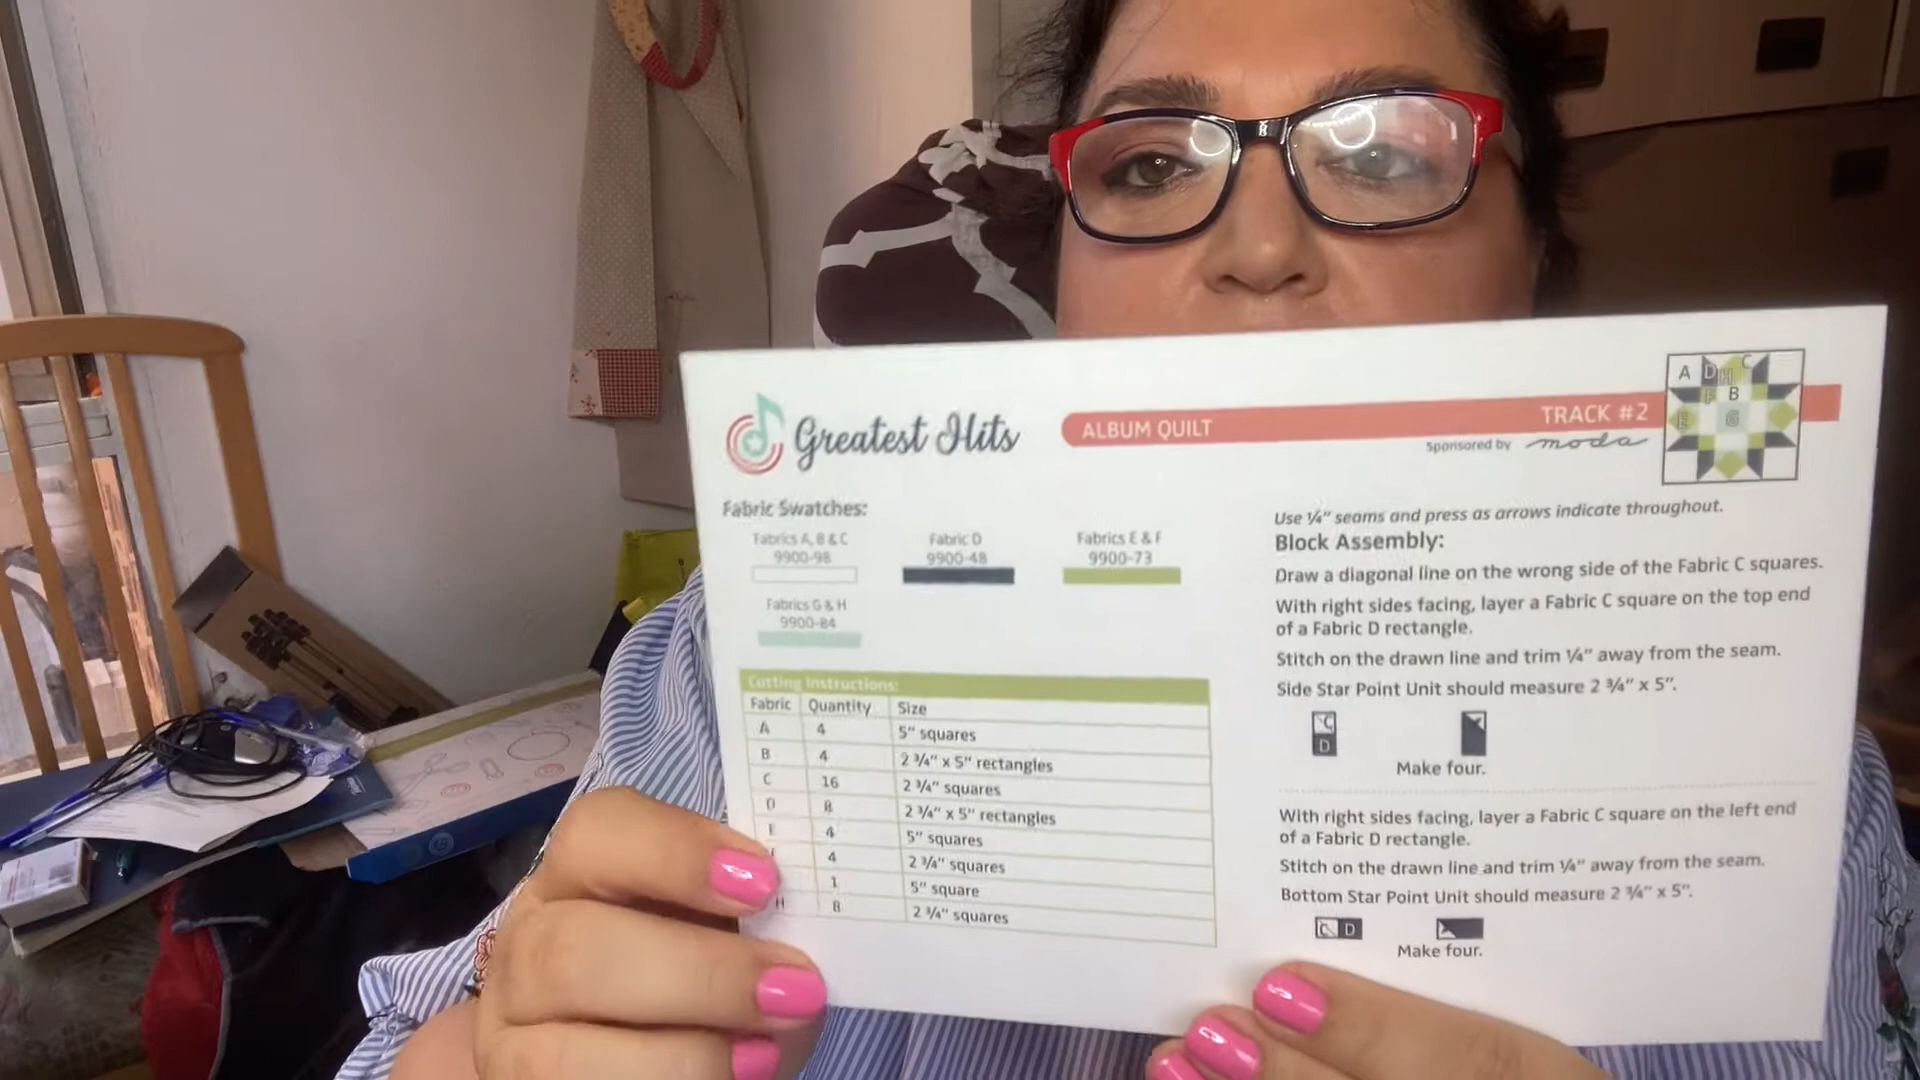 Greatest Hits
ALBUM QUILT
TRACK #2
Sponsored by moda
A D H C
F B
E G
Fabric Swatches:
Fabrics A, B & C
9900-98
Fabric D
9900-48
Fabrics E & F
9900-73
Fabrics G & H
9900-84
Cutting Instructions:
Fabric Quantity Size
A 4 5" squares
B 4 2 ¾" x 5" rectangles
C 16 2 ¾" squares
D 8 2 ¾" x 5" rectangles
E 4 5" squares
4 2 ¾" squares
1 5" square
H 8 2 ¾" squares
Use ¼" seams and press as arrows indicate throughout.
Block Assembly:
Draw a diagonal line on the wrong side of the Fabric C squares.
With right sides facing, layer a Fabric C square on the top end
of a Fabric D rectangle.
Stitch on the drawn line and trim ¼" away from the seam.
Side Star Point Unit should measure 2 ¾" x 5".
C
D
Make four.
With right sides facing, layer a Fabric C square on the left end
of a Fabric D rectangle.
Stitch on the drawn line and trim ¼" away from the seam.
Bottom Star Point Unit should measure 2 ¾" x 5".
C D
Make four.